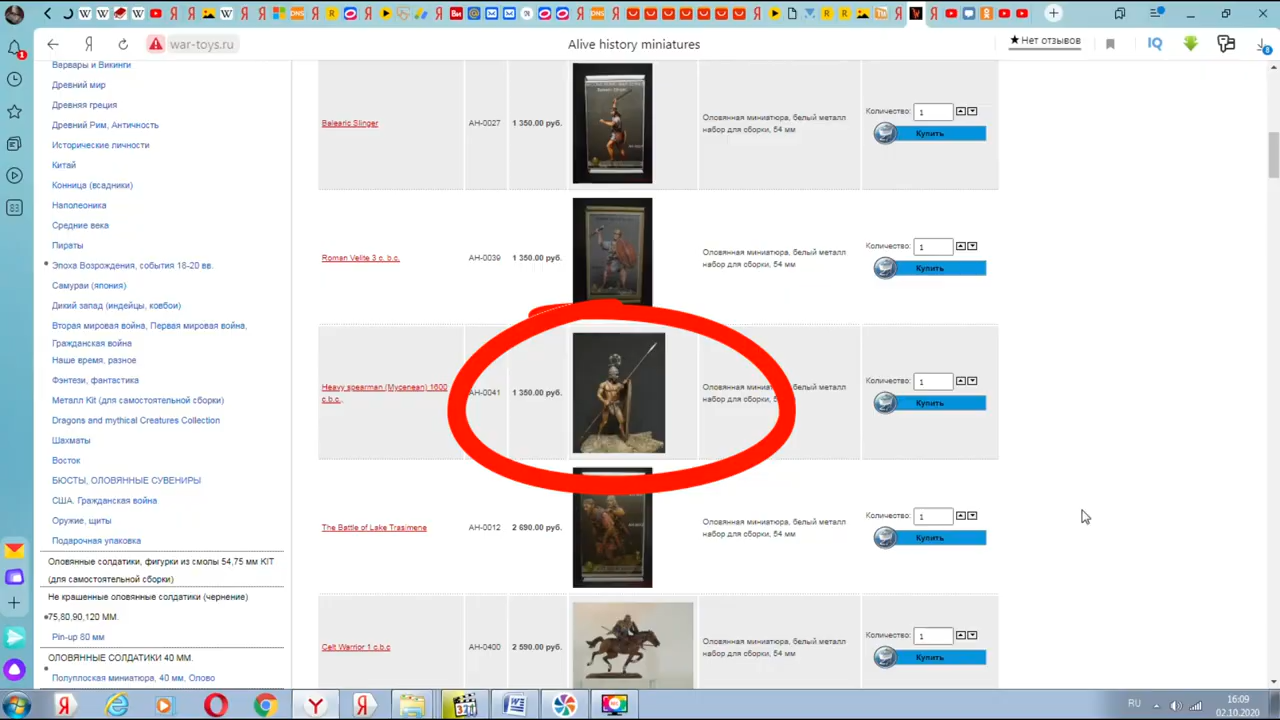 war-toys.ru
Alive history miniatures
★Нет отзывов
Варвары и Викинги
Древний мир
Древняя греция
Древний Рим, Античность
Исторические личности
Китай
Конница (всадники)
Наполеоника
Средние века
Пираты
Эпоха Возрождения, события 18-20 вв.
Самураи (япония)
Дикий запад (индейцы, ковбои)
Вторая мировая война, Первая мировая война,
Гражданская война
Наше время, разное
Фэнтези, фантастика
Металл Kit (для самостоятельной сборки)
Dragons and mythical Creatures Collection
Шахматы
Восток
БЮСТЫ, ОЛОВЯННЫЕ СУВЕНИРЫ
США. Гражданская война
Оружие, щиты
Подарочная упаковка
Оловянные солдатики, фигурки из смолы 54,75 мм KIT
(для самостоятельной сборки)
Не крашенные оловянные солдатики (чернение)
75,80,90,120 ММ.
Pin-up 80 мм
ОЛОВЯННЫЕ СОЛДАТИКИ 40 ММ.
Полуплоская миниатюра, 40 мм, Олово
Balearic Slinger
AH-0027
1 350.00 руб.
Оловянная миниатюра, белый металл
набор для сборки, 54 мм
Количество: 1
Купить
Roman Velite 3 c. b.c.
AH-0039
1 350.00 руб.
Оловянная миниатюра, белый металл
набор для сборки, 54 мм
Количество: 1
Купить
Heavy spearman (Mycenean) 1600
c.b.c.
AH-0041
1 350.00 руб.
Оловянная миниатюра, белый металл
набор для сборки, 5
Количество: 1
Купить
The Battle of Lake Trasimene
AH-0012
2 690.00 руб.
Оловянная миниатюра, белый металл
набор для сборки, 54 мм
Количество: 1
Купить
Celt Warrior 1 c.b.c
AH-0400
2 590.00 руб.
Оловянная миниатюра, белый металл
набор для сборки, 54 мм
Количество: 1
Купить
RU
16:09
02.10.2020